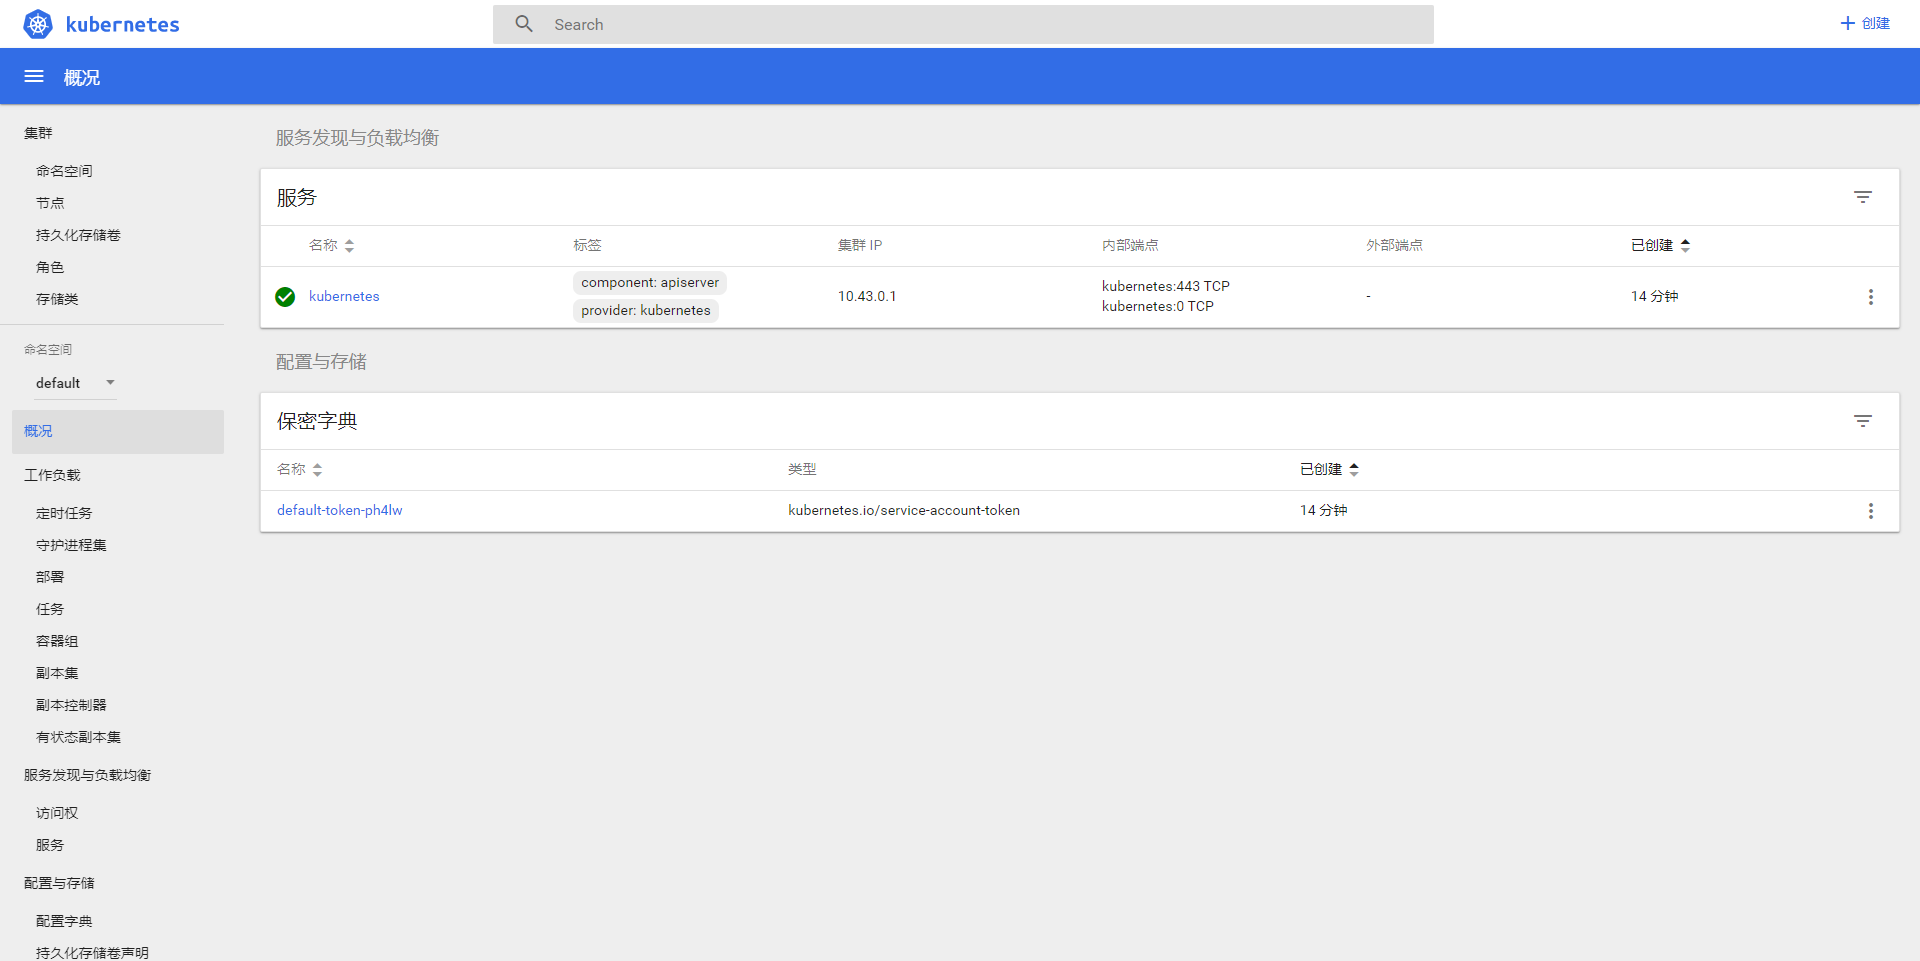 kubernetes
Search
创建
概况
集群
命名空间
节点
持久化存储卷
角色
存储类
命名空间
default
概况
工作负载
定时任务
守护进程集
部署
任务
容器组
副本集
副本控制器
有状态副本集
服务发现与负载均衡
访问权
服务
配置与存储
配置字典
持久化存储卷声明
服务发现与负载均衡
服务
名称 标签 集群 IP 内部端点 外部端点 已创建
kubernetes component: apiserver provider: kubernetes 10.43.0.1 kubernetes:443 TCP kubernetes:0 TCP - 14 分钟
配置与存储
保密字典
名称 类型 已创建
default-token-ph4lw kubernetes.io/service-account-token 14 分钟